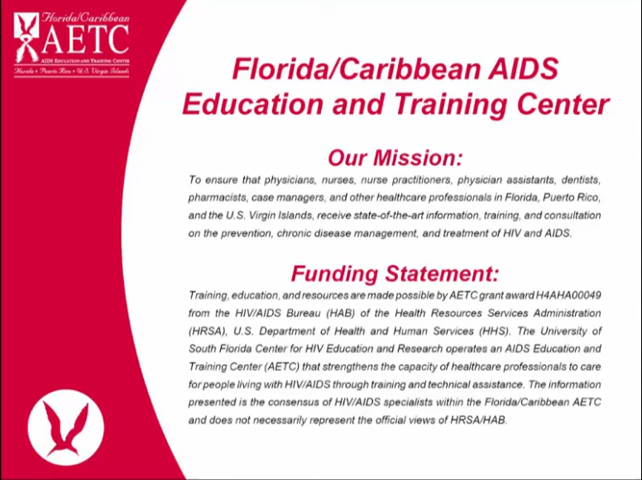 Florida/Caribbean
AETC
AIDS EDUCATION AND TRAINING CENTER
Florida • Puerto Rico • U.S. Virgin Islands
Florida/Caribbean AIDS
Education and Training Center
Our Mission:
To ensure that physicians, nurses, nurse practitioners, physician assistants, dentists,
pharmacists, case managers, and other healthcare professionals in Florida, Puerto Rico,
and the U.S. Virgin Islands, receive state-of-the-art information, training, and consultation
on the prevention, chronic disease management, and treatment of HIV and AIDS.
Funding Statement:
Training, education, and resources are made possible by AETC grant award H4AHA00049
from the HIV/AIDS Bureau (HAB) of the Health Resources Services Administration
(HRSA), U.S. Department of Health and Human Services (HHS). The University of
South Florida Center for HIV Education and Research operates an AIDS Education and
Training Center (AETC) that strengthens the capacity of healthcare professionals to care
for people living with HIV/AIDS through training and technical assistance. The information
presented is the consensus of HIV/AIDS specialists within the Florida/Caribbean AETC
and does not necessarily represent the official views of HRSA/HAB.